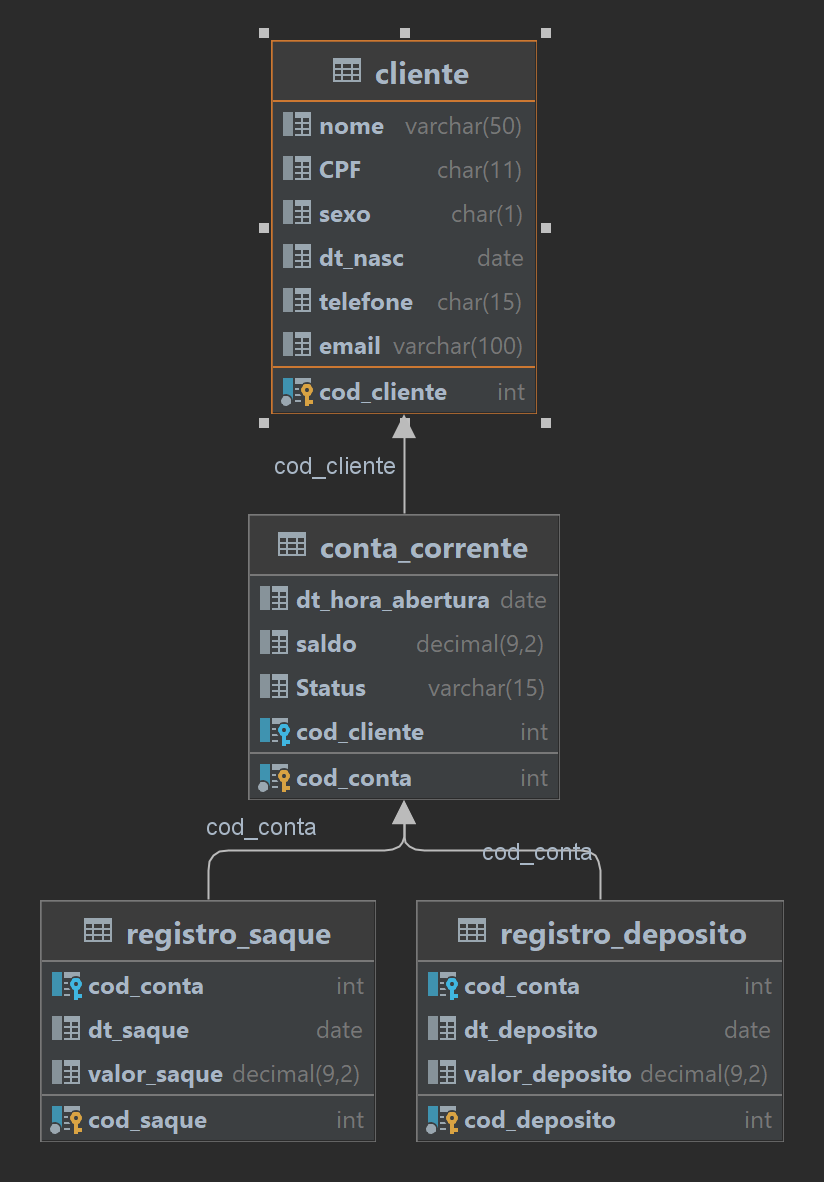 cliente
nome varchar(50)
CPF char(11)
sexo char(1)
dt_nasc date
telefone char(15)
email varchar(100)
cod_cliente int
cod_cliente
conta_corrente
dt_hora_abertura date
saldo decimal(9,2)
Status varchar(15)
cod_cliente int
cod_conta int
cod_conta
cod_conta
registro_saque
cod_conta int
dt_saque date
valor_saque decimal(9,2)
cod_saque int
registro_deposito
cod_conta int
dt_deposito date
valor_deposito decimal(9,2)
cod_deposito int